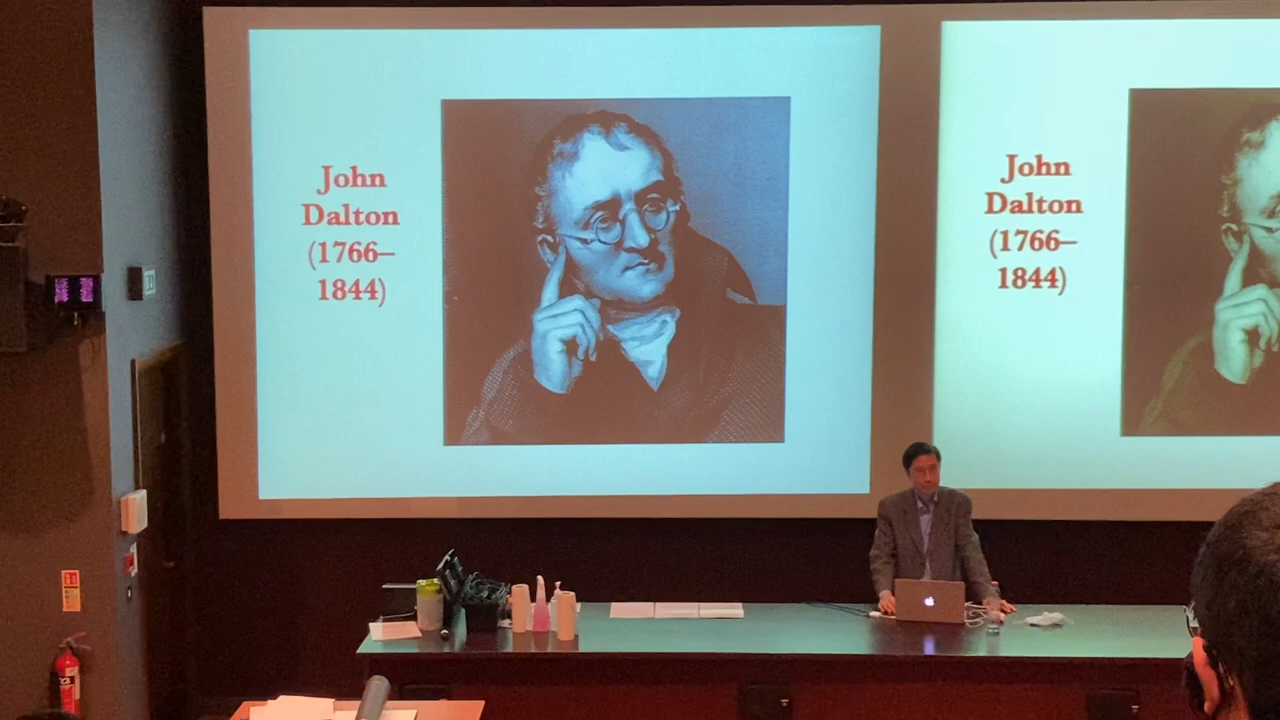 John
Dalton
(1766–
1844)
John
Dalton
(1766–
1844)